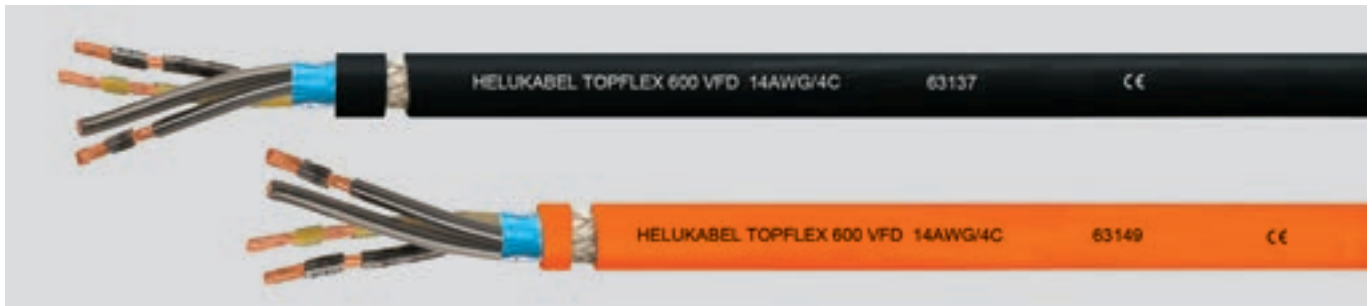 HELUKABEL TOPFLEX 600 VFD 14AWG/4C 63137 CE
HELUKABEL TOPFLEX 600 VFD 14AWG/4C 63149 CE